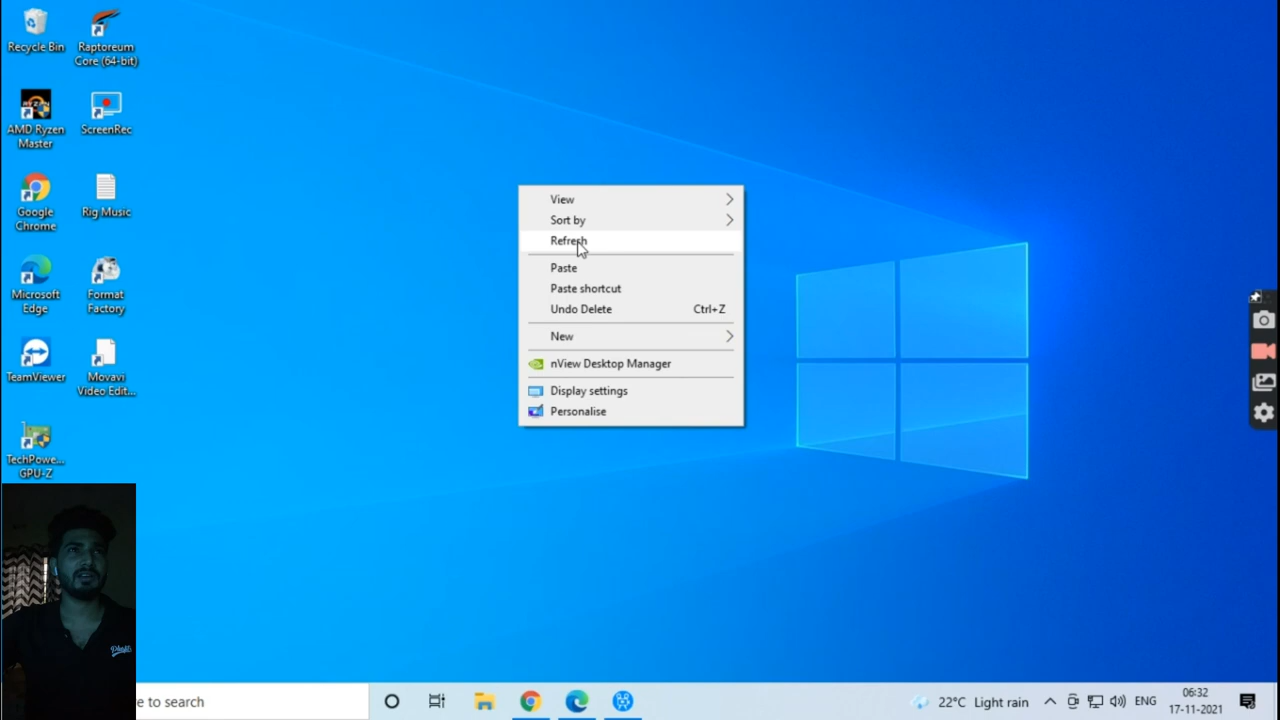 Recycle Bin
Raptoreum
Core (64-bit)
RYZEN
AMD Ryzen
Master
ScreenRec
Google
Chrome
Rig Music
Microsoft
Edge
Format
Factory
TeamViewer
Movavi
Video Edit...
TechPowe...
GPU-Z
View
Sort by
Refresh
Paste
Paste shortcut
Undo Delete Ctrl+Z
New
nView Desktop Manager
Display settings
Personalise
e to search
22°C Light rain
ENG
06:32
17-11-2021